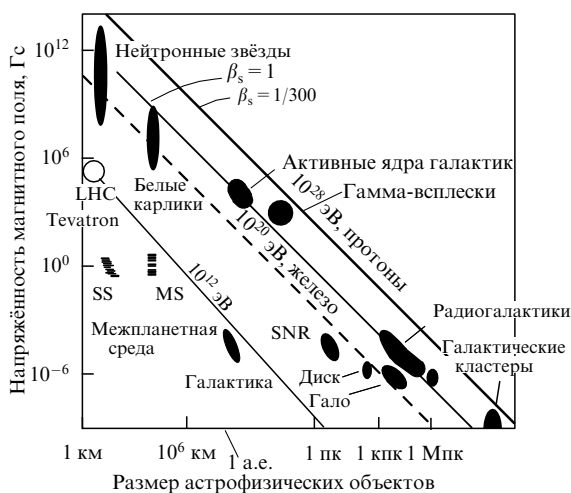 Напряжённость магнитного поля, Гс
10¹²
10⁶
10⁰
10⁻⁶
Нейтронные звёзды
βₛ = 1
βₛ = 1/300
Активные ядра галактик
Гамма-всплески
Белые
карлики
LHC
Tevatron
10²⁸ эВ, протоны
10²⁰ эВ, железо
10¹² эВ
SS
MS
Межпланетная
среда
SNR
Радиогалактики
Галактические
кластеры
Галактика
Диск
Гало
1 км
10⁶ км
1 а.е.
1 пк
1 кпк
1 Мпк
Размер астрофизических объектов